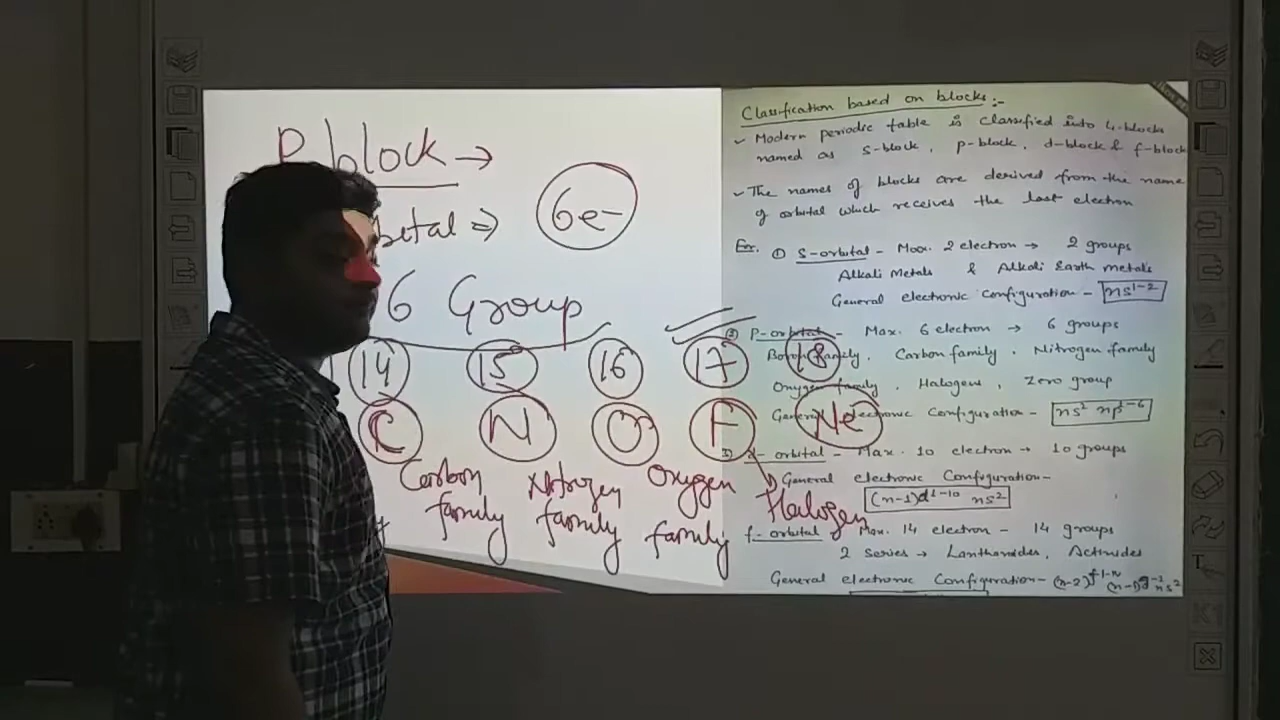 P block →
bital ⇒ 6e-
6 Group
14 15 16 17 18
C N O F Ne
Carbon family
Nitrogen family
Oxygen family
Halogen
Classification based on blocks :-
Modern periodic table is classified into 4-blocks
named as s-block, p-block, d-block & f-block
The names of blocks are derived from the name
of orbital which receives the last electron
Ex. ① S-orbital - Max. 2 electron → 2 groups
Alkali Metals & Alkali Earth metals
General electronic configuration - ns¹⁻²
② P-orbital - Max. 6 electron → 6 groups
Boron family, Carbon family, Nitrogen family
Oxygen family, Halogens, Zero group
General electronic configuration - ns² np¹⁻⁶
orbital - Max. 10 electron → 10 groups
General electronic Configuration-
(n-1)d¹⁻¹⁰ ns²
f-orbital - Max. 14 electron - 14 groups
2 series → Lanthanoides, Actinides
General electronic Configuration-
T